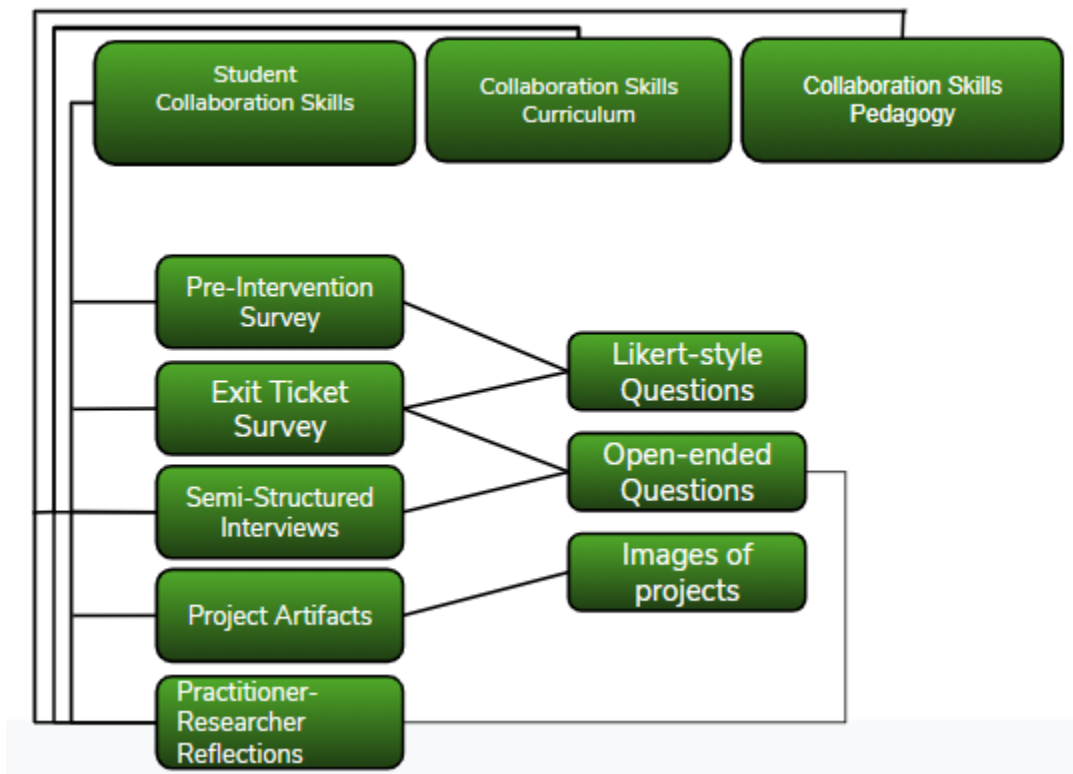 Student
Collaboration Skills
Collaboration Skills
Curriculum
Collaboration Skills
Pedagogy
Pre-Intervention
Survey
Exit Ticket
Survey
Semi-Structured
Interviews
Project Artifacts
Practitioner-
Researcher
Reflections
Likert-style
Questions
Open-ended
Questions
Images of
projects